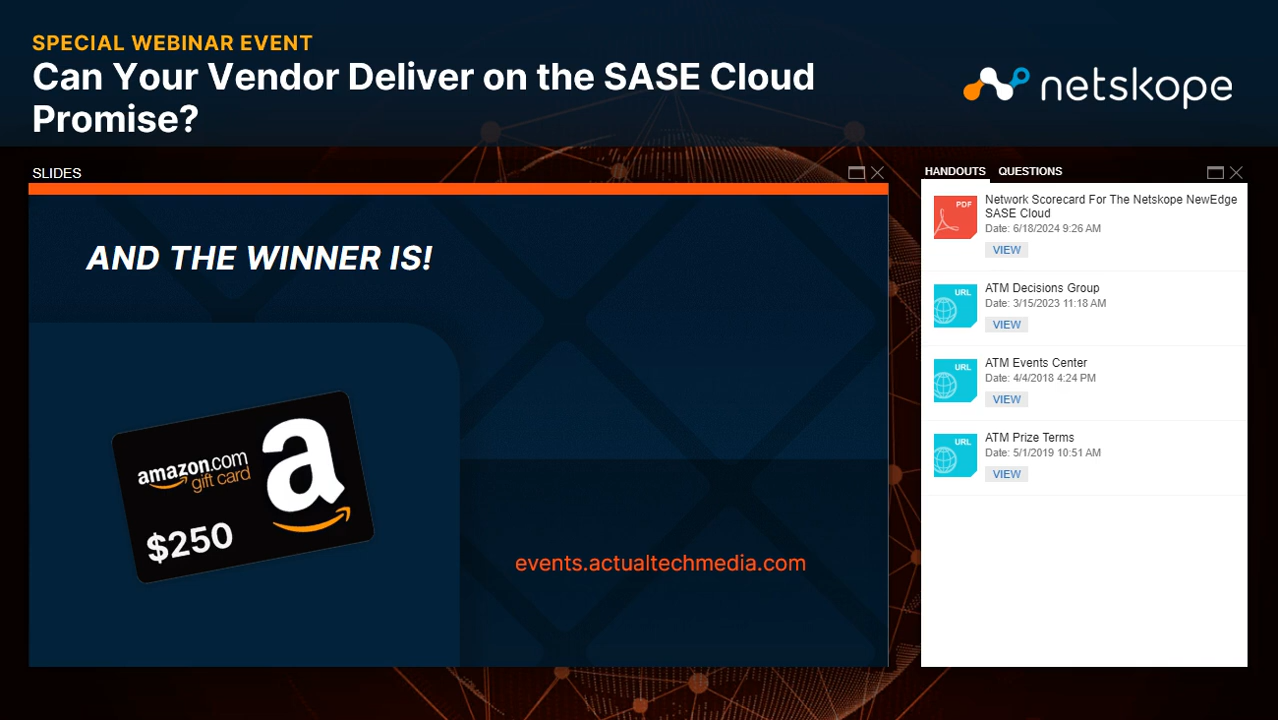 SPECIAL WEBINAR EVENT
Can Your Vendor Deliver on the SASE Cloud
Promise?
netskope
SLIDES
AND THE WINNER IS!
amazon.com
gift card
a
$250
events.actualtechmedia.com
HANDOUTS QUESTIONS
PDF
Network Scorecard For The Netskope NewEdge
SASE Cloud
Date: 6/18/2024 9:26 AM
VIEW
URL
ATM Decisions Group
Date: 3/15/2023 11:18 AM
VIEW
URL
ATM Events Center
Date: 4/4/2018 4:24 PM
VIEW
URL
ATM Prize Terms
Date: 5/1/2019 10:51 AM
VIEW